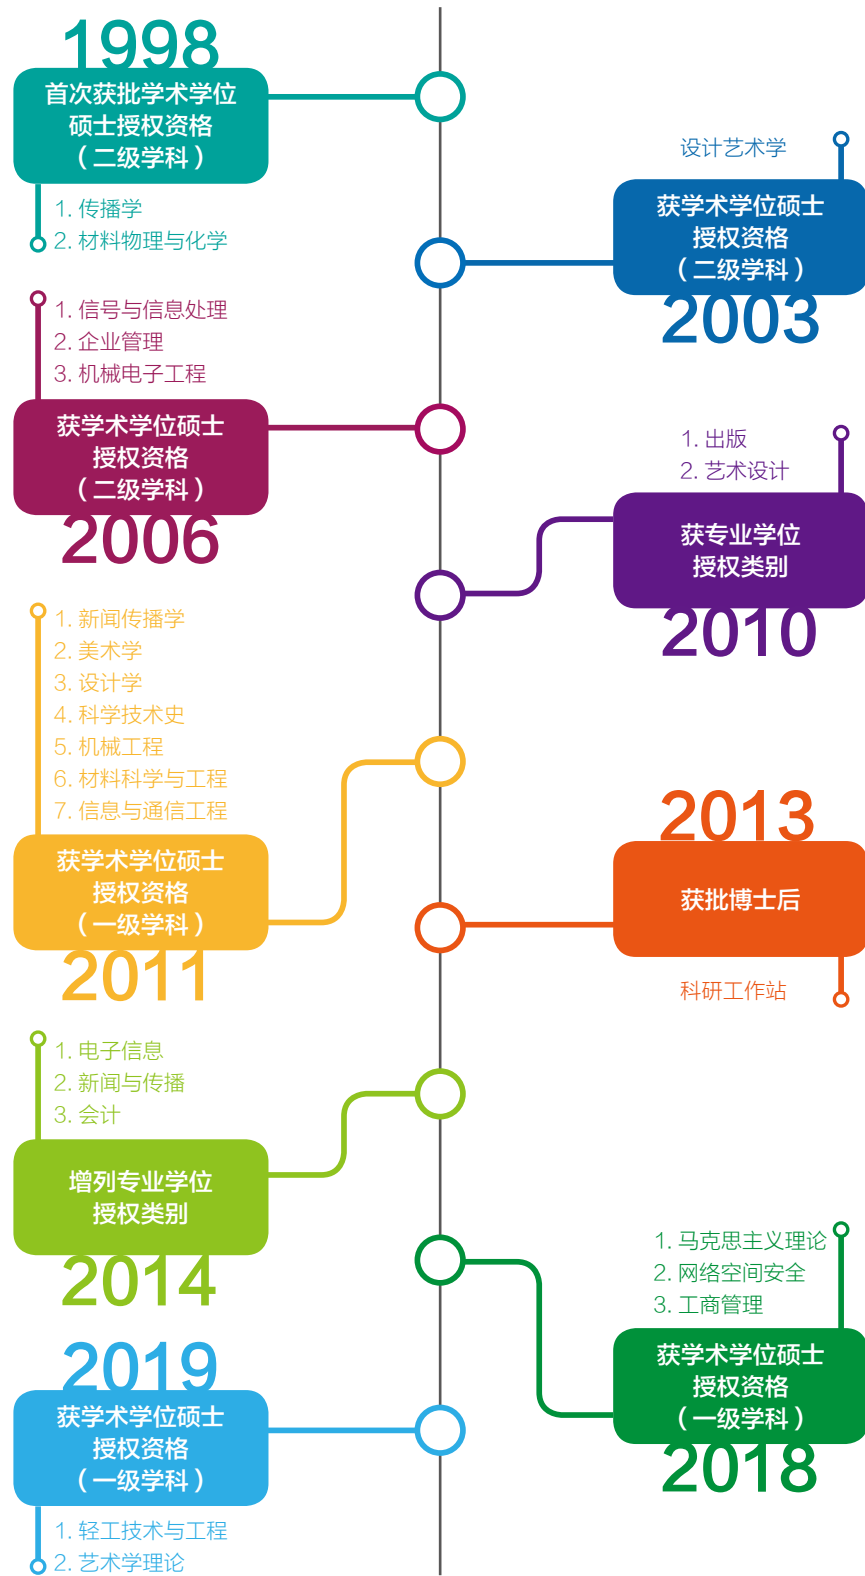 1998
首次获批学术学位
硕士授权资格
（二级学科）
1. 传播学
2. 材料物理与化学
设计艺术学
获学术学位硕士
授权资格
（二级学科）
2003
1. 信号与信息处理
2. 企业管理
3. 机械电子工程
获学术学位硕士
授权资格
（二级学科）
2006
1. 出版
2. 艺术设计
获专业学位
授权类别
2010
1. 新闻传播学
2. 美术学
3. 设计学
4. 科学技术史
5. 机械工程
6. 材料科学与工程
7. 信息与通信工程
获学术学位硕士
授权资格
（一级学科）
2011
2013
获批博士后
科研工作站
1. 电子信息
2. 新闻与传播
3. 会计
增列专业学位
授权类别
2014
1. 马克思主义理论
2. 网络空间安全
3. 工商管理
获学术学位硕士
授权资格
（一级学科）
2018
2019
获学术学位硕士
授权资格
（一级学科）
1. 轻工技术与工程
2. 艺术学理论